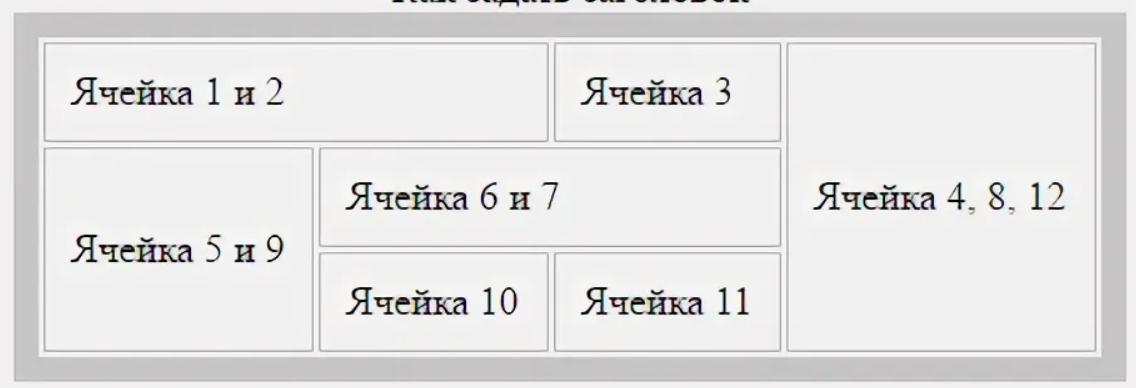 Ячейка 1 и 2
Ячейка 3
Ячейка 4, 8, 12
Ячейка 5 и 9
Ячейка 6 и 7
Ячейка 10
Ячейка 11